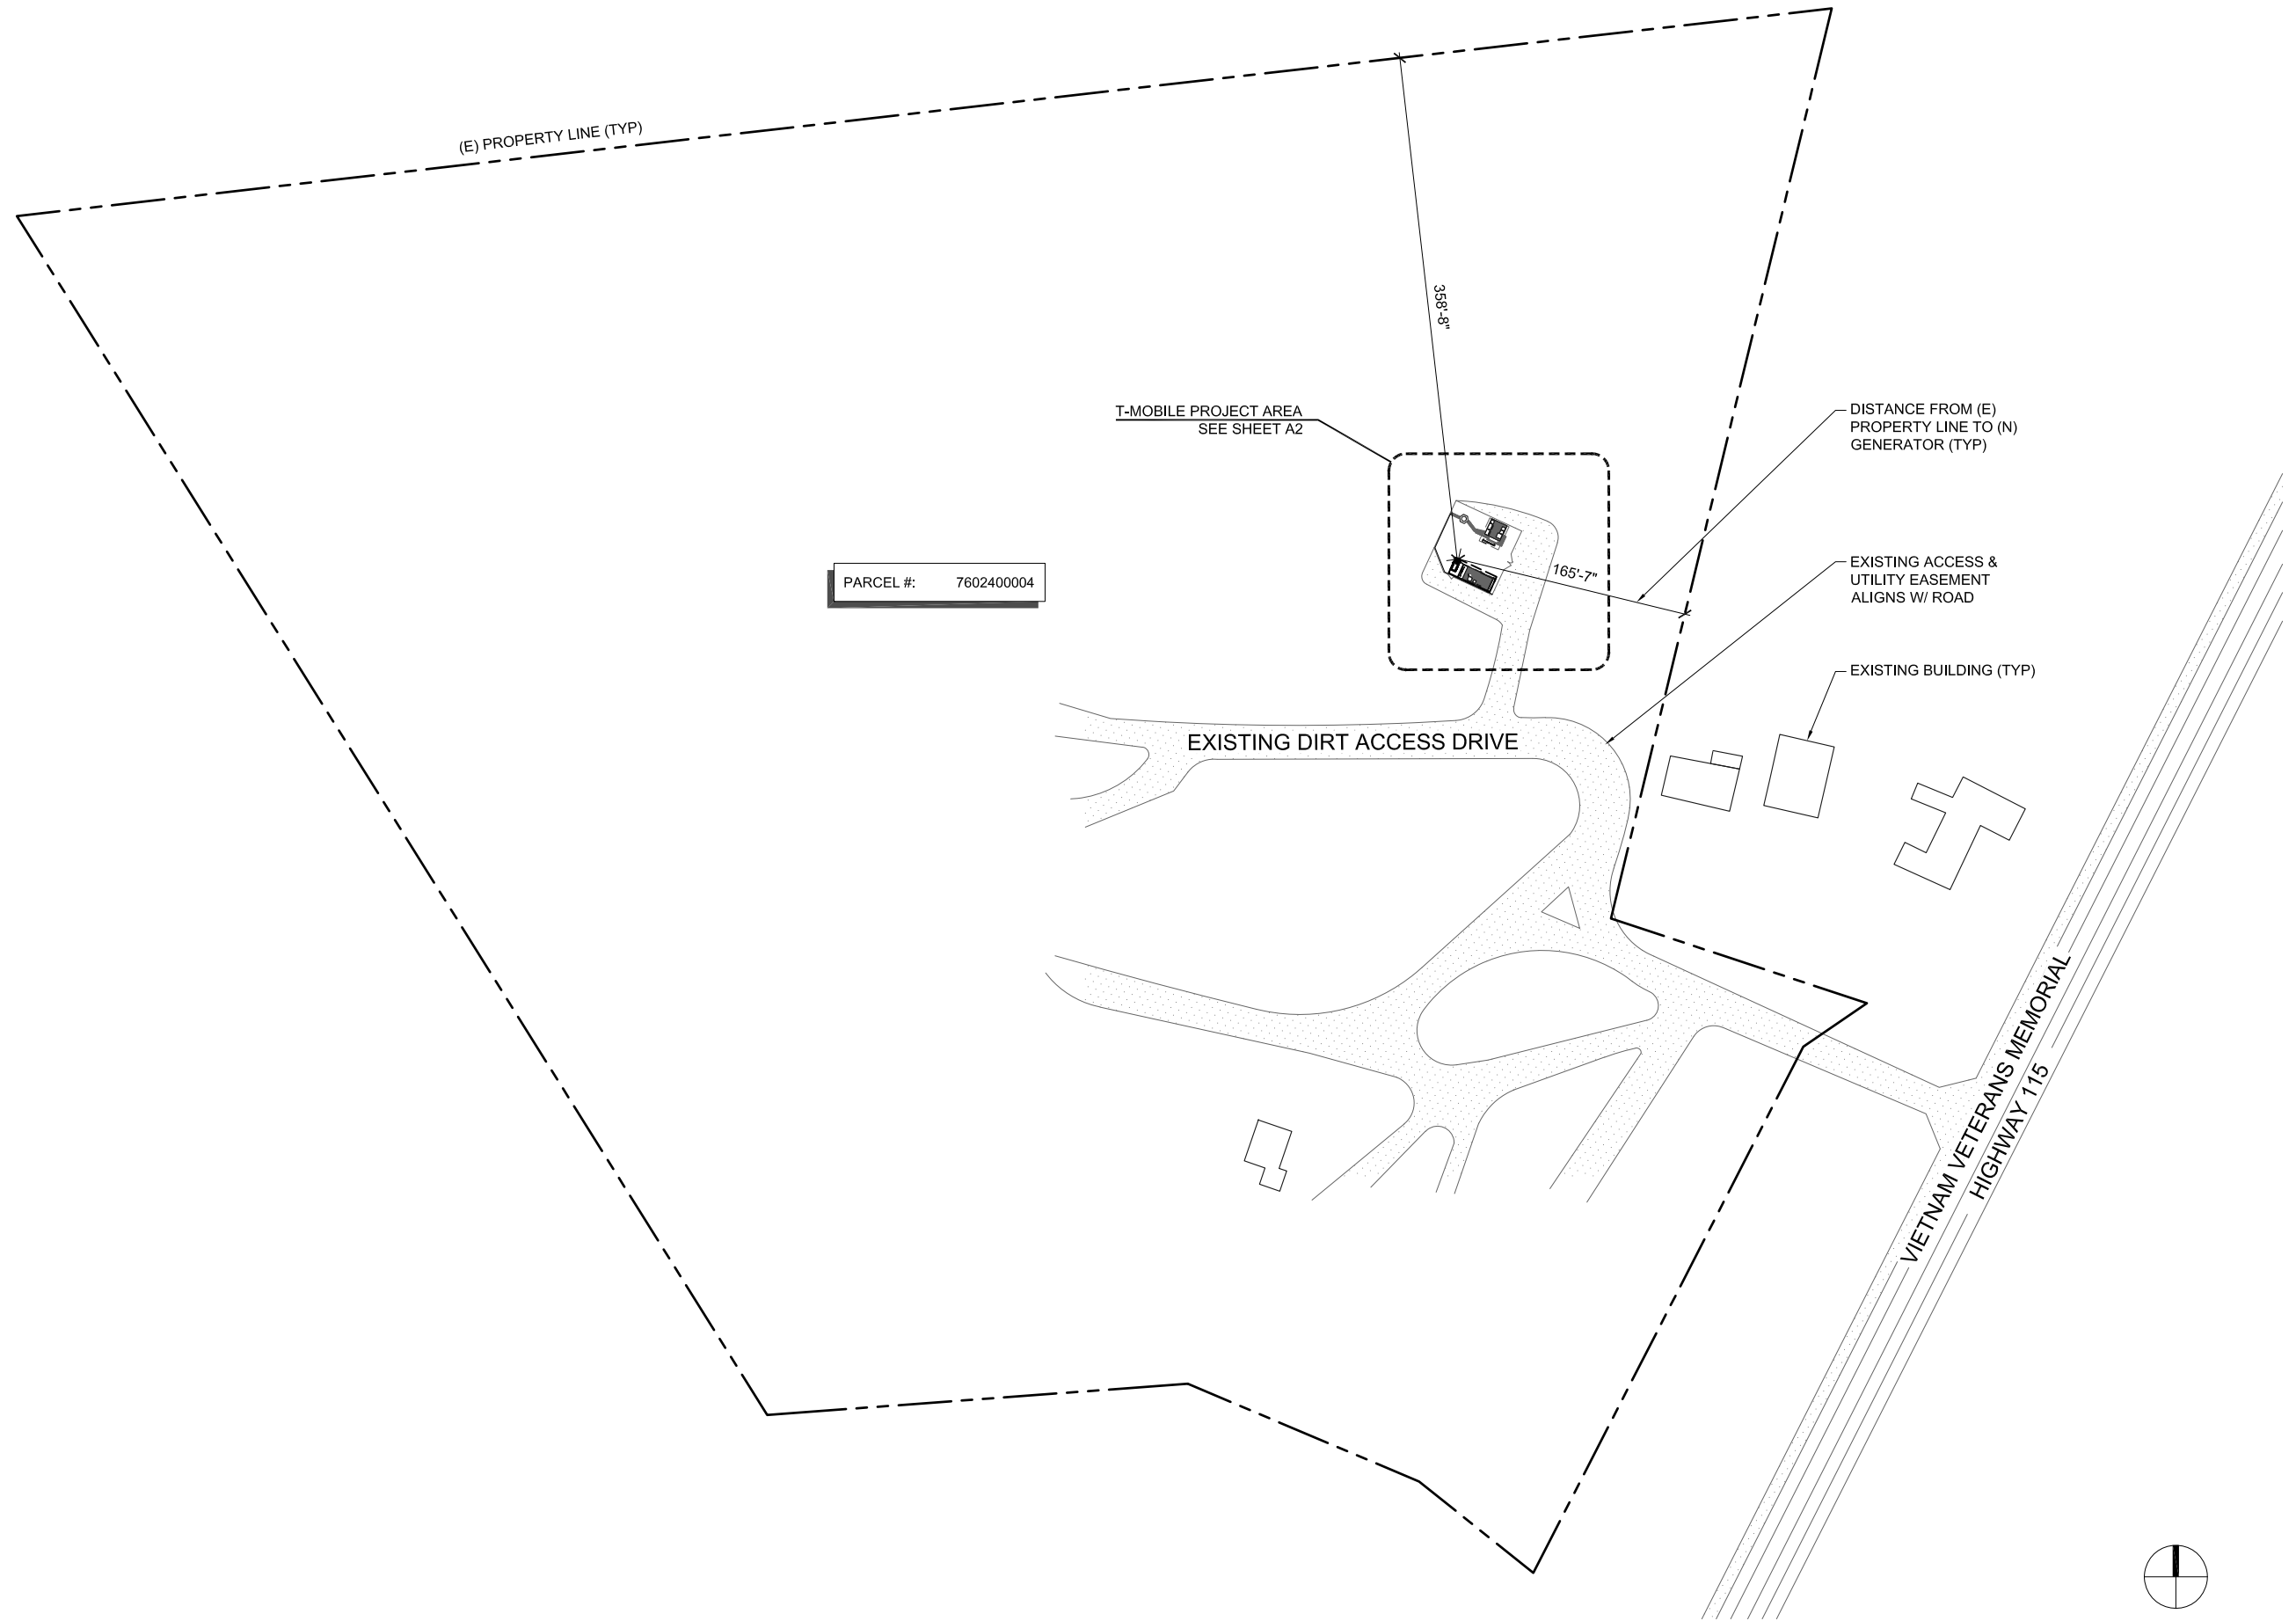 (E) PROPERTY LINE (TYP)
358'-8"
T-MOBILE PROJECT AREA
SEE SHEET A2
DISTANCE FROM (E)
PROPERTY LINE TO (N)
GENERATOR (TYP)
165'-7"
PARCEL #: 7602400004
EXISTING ACCESS &
UTILITY EASEMENT
ALIGNS W/ ROAD
EXISTING BUILDING (TYP)
EXISTING DIRT ACCESS DRIVE
VIETNAM VETERANS MEMORIAL
HIGHWAY 115